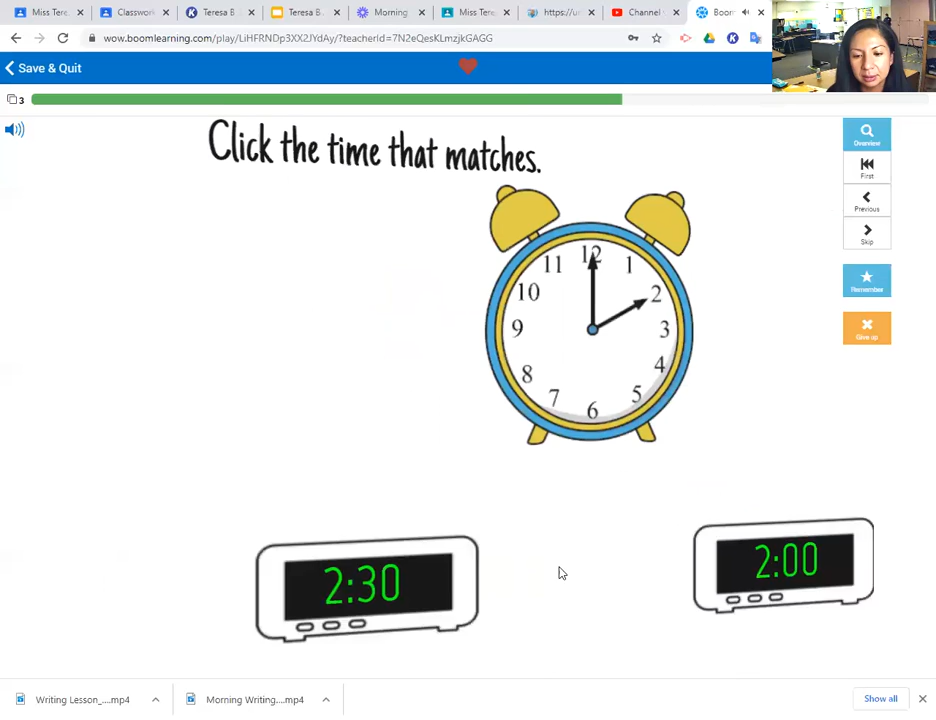 Miss Tere
Classwork
Teresa B
Teresa B
Morning
Miss Tere
https://ur
Channel
Boom
wow.boomlearning.com/play/LiHFRNDp3XX2JYdAy/?teacherId=7N2eQesKLmzjkGAGG
Save & Quit
3
Click the time that matches.
Overview
First
Previous
Skip
Remember
Give up
12
11
1
10
2
9
3
8
4
7
5
6
2:30
2:00
Writing Lesson_....mp4
Morning Writing....mp4
Show all